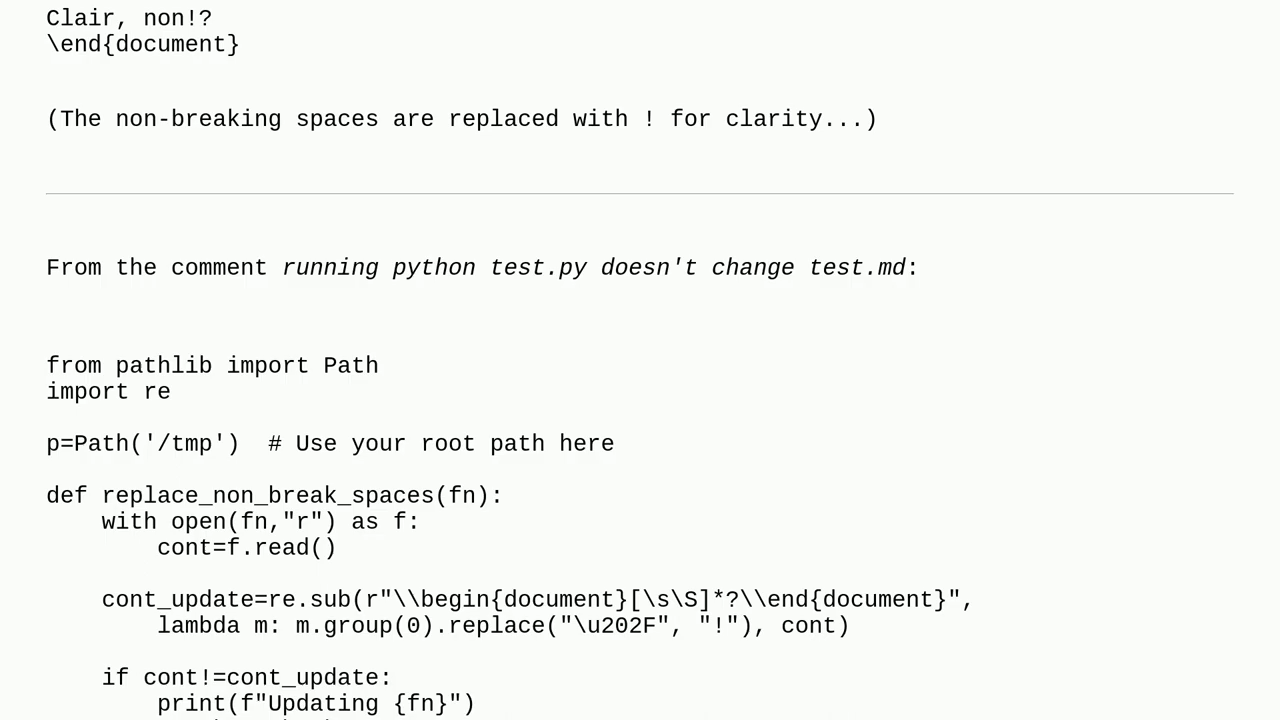 Clair, non!?
\end{document}
(The non-breaking spaces are replaced with ! for clarity...)
From the comment running python test.py doesn't change test.md:
from pathlib import Path
import re
p=Path('/tmp')  # Use your root path here
def replace_non_break_spaces(fn):
    with open(fn,"r") as f:
        cont=f.read()
    cont_update=re.sub(r"\\begin{document}[\s\S]*?\\end{document}",
        lambda m: m.group(0).replace("\u202F", "!"), cont)
    if cont!=cont_update:
        print(f"Updating {fn}")